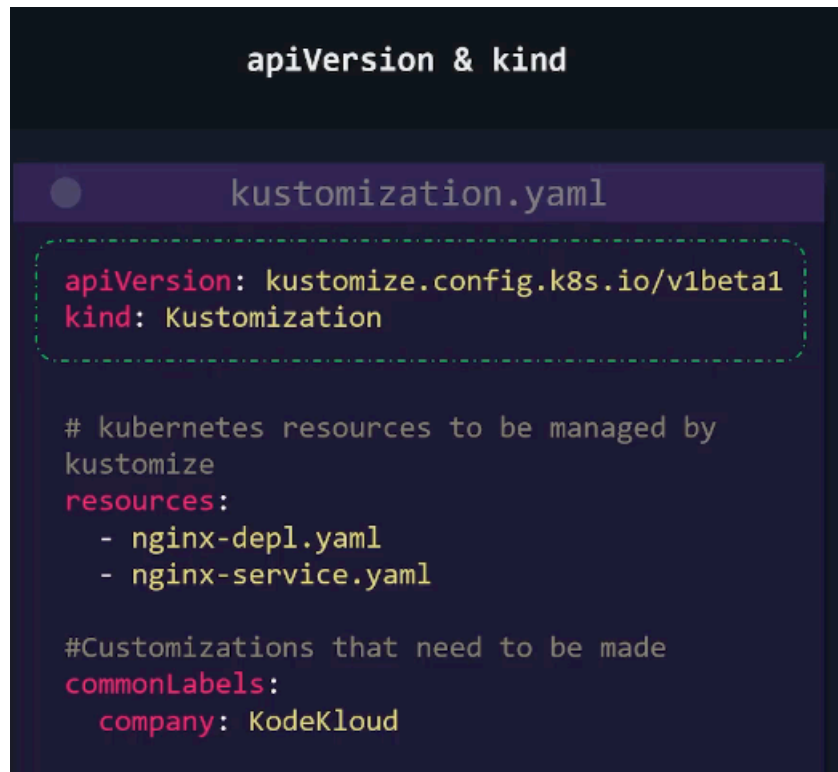 apiVersion & kind
kustomization.yaml
apiVersion: kustomize.config.k8s.io/v1beta1
kind: Kustomization
# kubernetes resources to be managed by
kustomize
resources:
  - nginx-depl.yaml
  - nginx-service.yaml
#Customizations that need to be made
commonLabels:
  company: KodeKloud